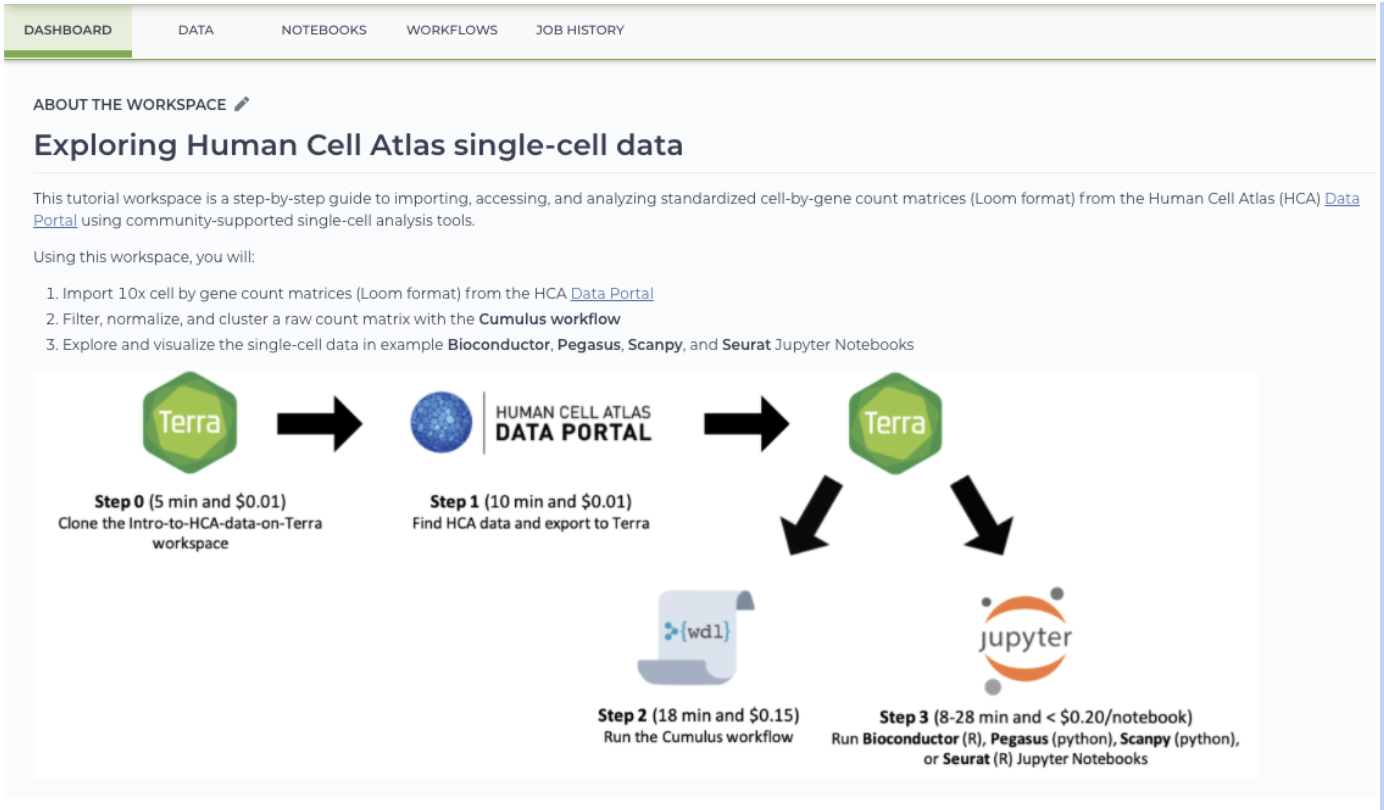 DASHBOARD DATA NOTEBOOKS WORKFLOWS JOB HISTORY
ABOUT THE WORKSPACE
Exploring Human Cell Atlas single-cell data
This tutorial workspace is a step-by-step guide to importing, accessing, and analyzing standardized cell-by-gene count matrices (Loom format) from the Human Cell Atlas (HCA) Data
Portal using community-supported single-cell analysis tools.
Using this workspace, you will:
1. Import 10x cell by gene count matrices (Loom format) from the HCA Data Portal
2. Filter, normalize, and cluster a raw count matrix with the Cumulus workflow
3. Explore and visualize the single-cell data in example Bioconductor, Pegasus, Scanpy, and Seurat Jupyter Notebooks
Terra
HUMAN CELL ATLAS
DATA PORTAL
Terra
Step 0 (5 min and $0.01)
Clone the Intro-to-HCA-data-on-Terra
workspace
Step 1 (10 min and $0.01)
Find HCA data and export to Terra
{wdl}
jupyter
Step 2 (18 min and $0.15)
Run the Cumulus workflow
Step 3 (8-28 min and < $0.20/notebook)
Run Bioconductor (R), Pegasus (python), Scanpy (python),
or Seurat (R) Jupyter Notebooks